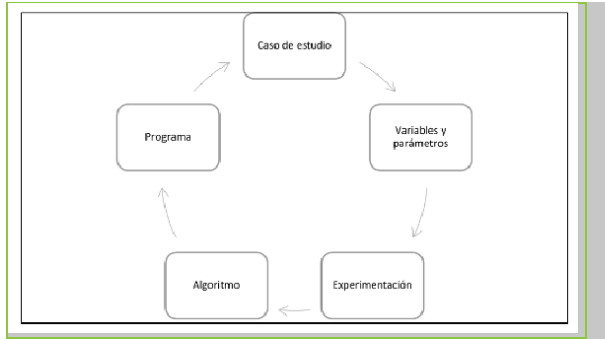 Caso de estudio
Variables y
parámetros
Experimentación
Algoritmo
Programa